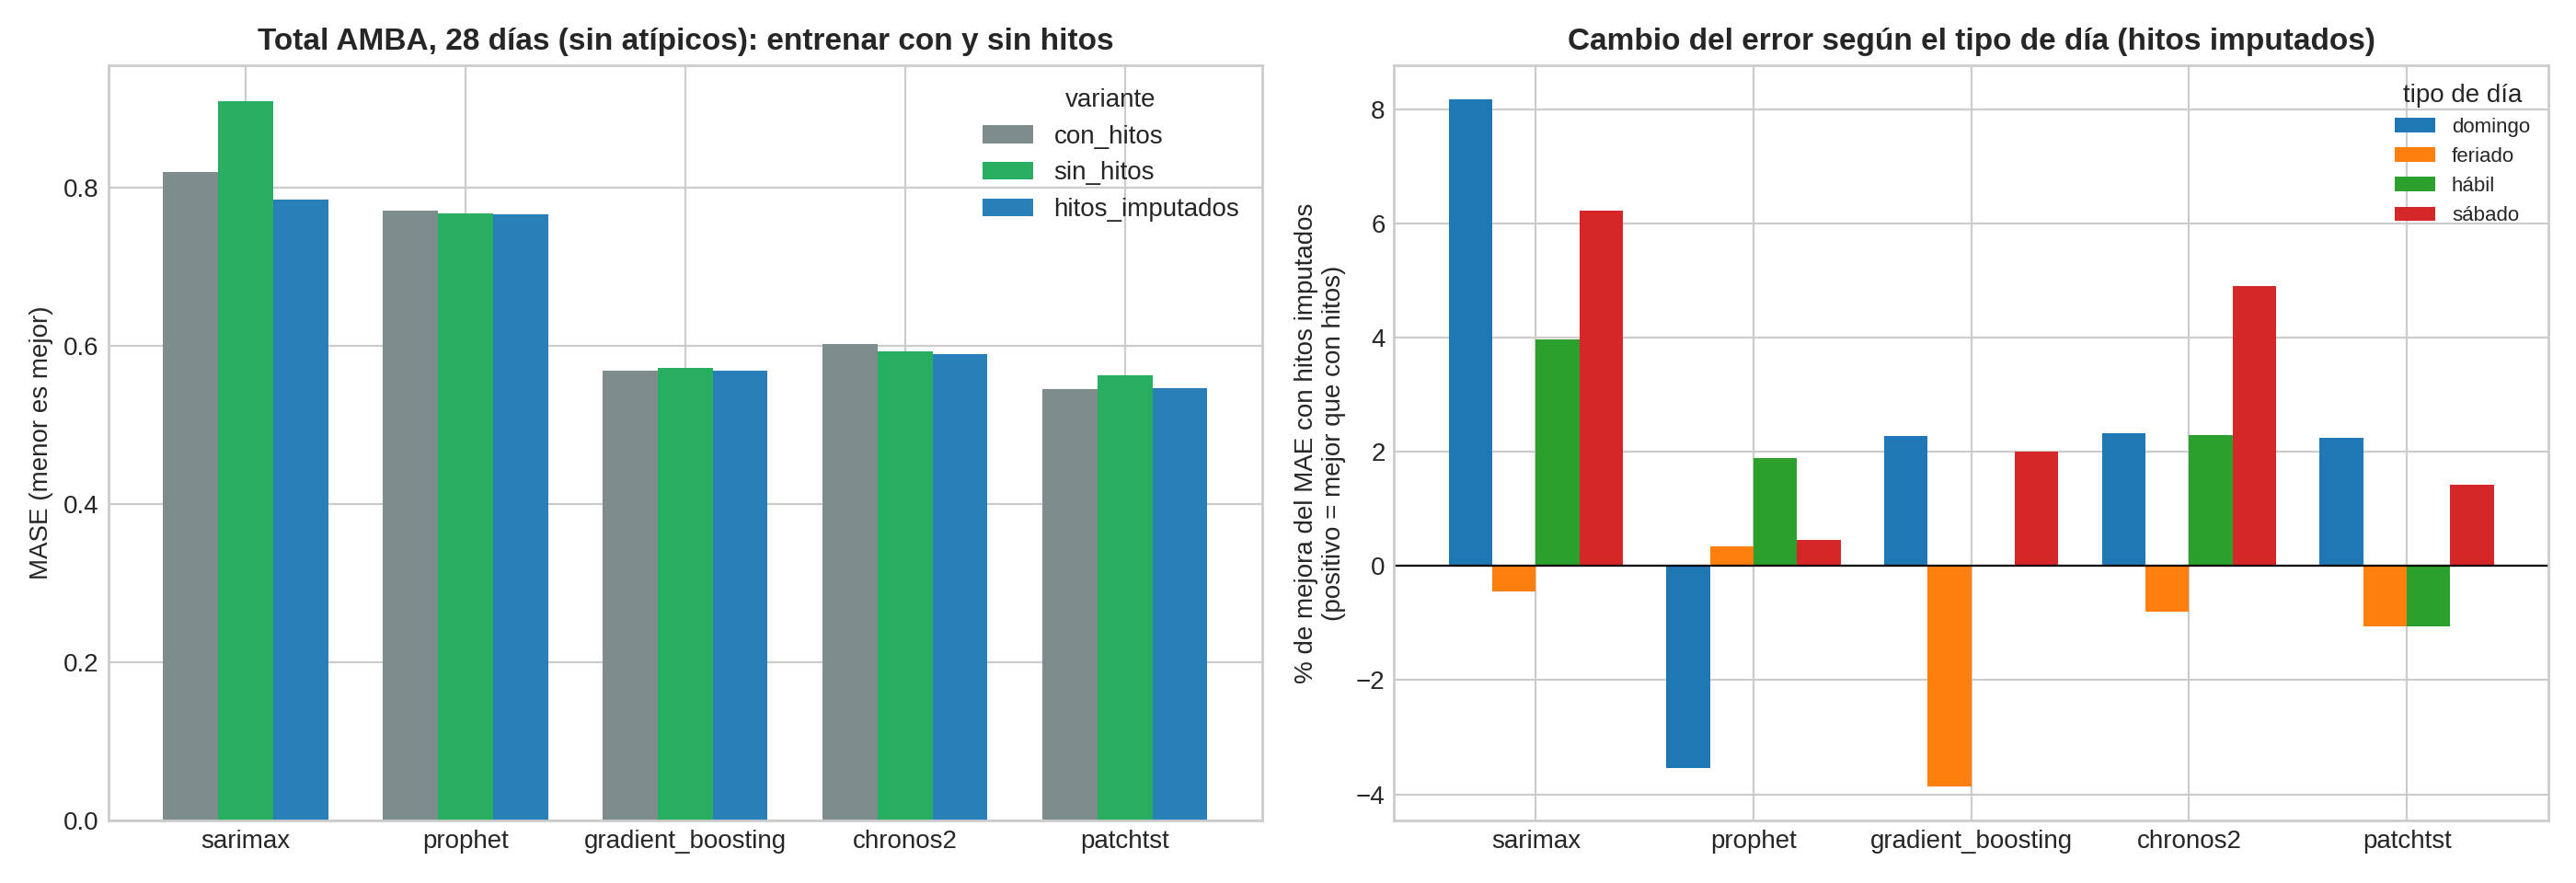 Total AMBA, 28 días (sin atípicos): entrenar con y sin hitos
MASE (menor es mejor)
0.8
0.6
0.4
0.2
0.0
variante
con_hitos
sin_hitos
hitos_imputados
sarimax
prophet
gradient_boosting
chronos2
patchtst
Cambio del error según el tipo de día (hitos imputados)
% de mejora del MAE con hitos imputados
(positivo = mejor que con hitos)
8
6
4
2
0
−2
−4
tipo de día
domingo
feriado
hábil
sábado
sarimax
prophet
gradient_boosting
chronos2
patchtst